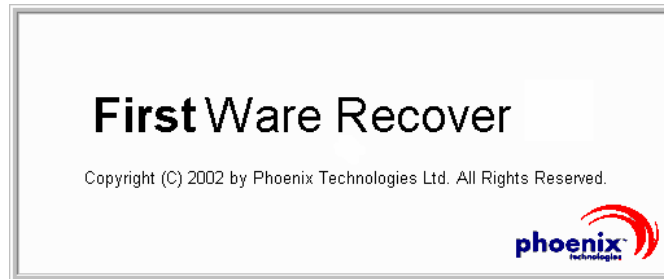 FirstWare Recover
Copyright (C) 2002 by Phoenix Technologies Ltd. All Rights Reserved.
phoenix
technologies